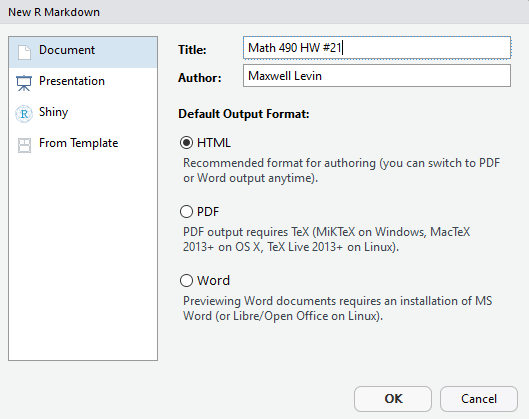 New R Markdown
Document
Presentation
R Shiny
From Template
Title: Math 490 HW #21
Author: Maxwell Levin
Default Output Format:
HTML
Recommended format for authoring (you can switch to PDF
or Word output anytime).
PDF
PDF output requires TeX (MiKTeX on Windows, MacTeX
2013+ on OS X, TeX Live 2013+ on Linux).
Word
Previewing Word documents requires an installation of MS
Word (or Libre/Open Office on Linux).
OK Cancel